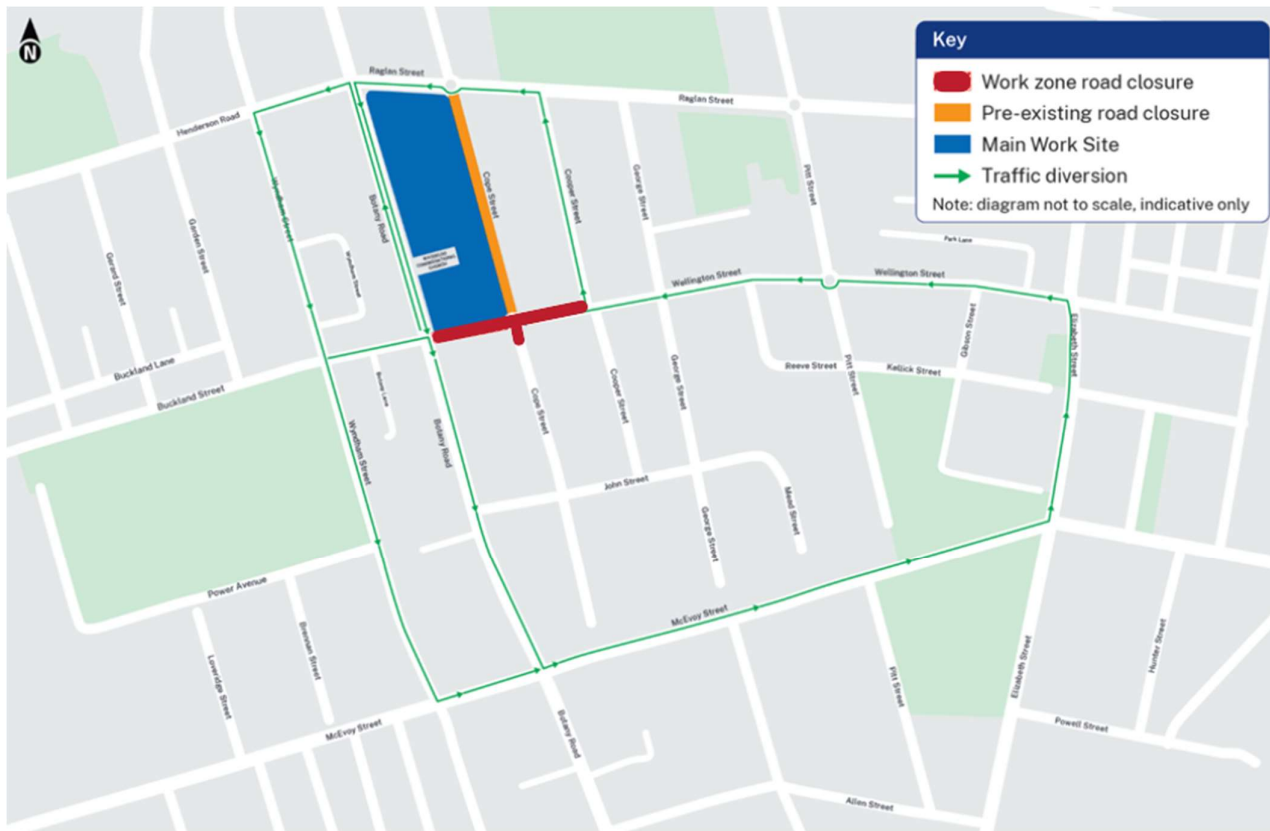 N
Key
Work zone road closure
Pre-existing road closure
Main Work Site
Traffic diversion
Note: diagram not to scale, indicative only
Raglan Street
Raglan Street
Henderson Road
Wyndham Street
Botany Road
Cope Street
Cooper Street
George Street
Pitt Street
Garden Street
Gerard Street
Wyndham Street
Park Lane
Wellington Street
Wellington Street
Elizabeth Street
Gibson Street
Buckland Lane
Buckland Street
Reeve Street
Kellick Street
Pitt Street
Cope Street
Cooper Street
George Street
Wyndham Street
Botany Road
John Street
Mead Street
George Street
Power Avenue
McEvoy Street
Brennan Street
Loveridge Street
Pitt Street
Elizabeth Street
Hunter Street
McEvoy Street
Botany Road
Powell Street
Allen Street